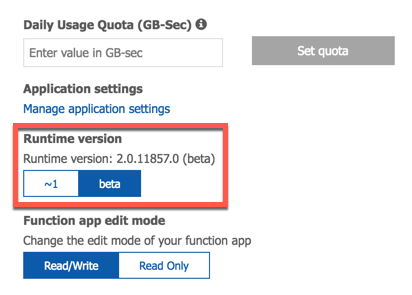 Daily Usage Quota (GB-Sec)
Enter value in GB-sec
Set quota
Application settings
Manage application settings
Runtime version
Runtime version: 2.0.11857.0 (beta)
~1 beta
Function app edit mode
Change the edit mode of your function app
Read/Write Read Only